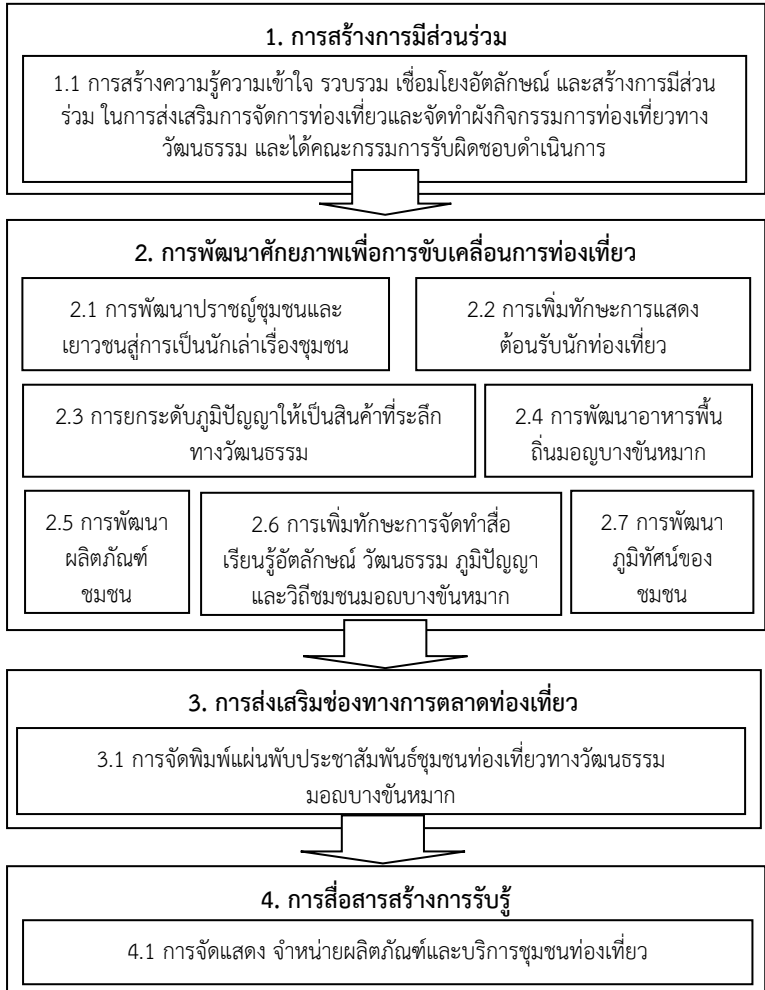 1. การสร้างการมีส่วนร่วม
1.1 การสร้างความรู้ความเข้าใจ รวบรวม เชื่อมโยงอัตลักษณ์ และสร้างการมีส่วน
ร่วม ในการส่งเสริมการจัดการท่องเที่ยวและจัดทำผังกิจกรรมการท่องเที่ยวทาง
วัฒนธรรม และได้คณะกรรมการรับผิดชอบดำเนินการ
2. การพัฒนาศักยภาพเพื่อการขับเคลื่อนการท่องเที่ยว
2.1 การพัฒนาปราชญ์ชุมชนและ
เยาวชนสู่การเป็นนักเล่าเรื่องชุมชน
2.2 การเพิ่มทักษะการแสดง
ต้อนรับนักท่องเที่ยว
2.3 การยกระดับภูมิปัญญาให้เป็นสินค้าที่ระลึก
ทางวัฒนธรรม
2.4 การพัฒนาอาหารพื้น
ถิ่นมอญบางขันหมาก
2.5 การพัฒนา
ผลิตภัณฑ์
ชุมชน
2.6 การเพิ่มทักษะการจัดทำสื่อ
เรียนรู้อัตลักษณ์ วัฒนธรรม ภูมิปัญญา
และวิถีชุมชนมอญบางขันหมาก
2.7 การพัฒนา
ภูมิทัศน์ของ
ชุมชน
3. การส่งเสริมช่องทางการตลาดท่องเที่ยว
3.1 การจัดพิมพ์แผ่นพับประชาสัมพันธ์ชุมชนท่องเที่ยวทางวัฒนธรรม
มอญบางขันหมาก
4. การสื่อสารสร้างการรับรู้
4.1 การจัดแสดง จำหน่ายผลิตภัณฑ์และบริการชุมชนท่องเที่ยว